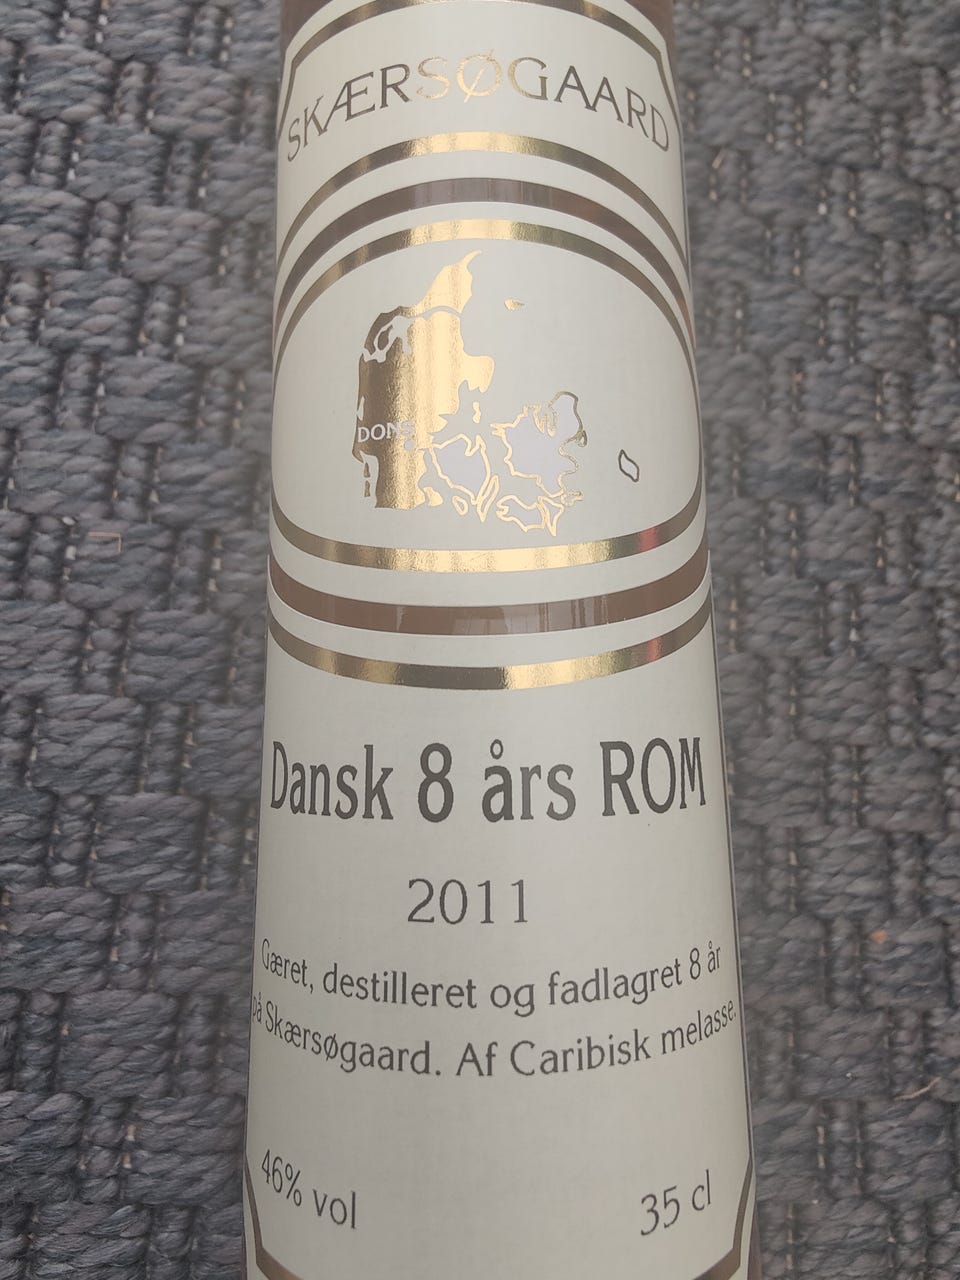 SKÆRSØGAARD
DONS
Dansk 8 års ROM
2011
Gæret, destilleret og fadlagret 8 år
på Skærsøgaard. Af Caribisk melasse.
46% vol
35 cl